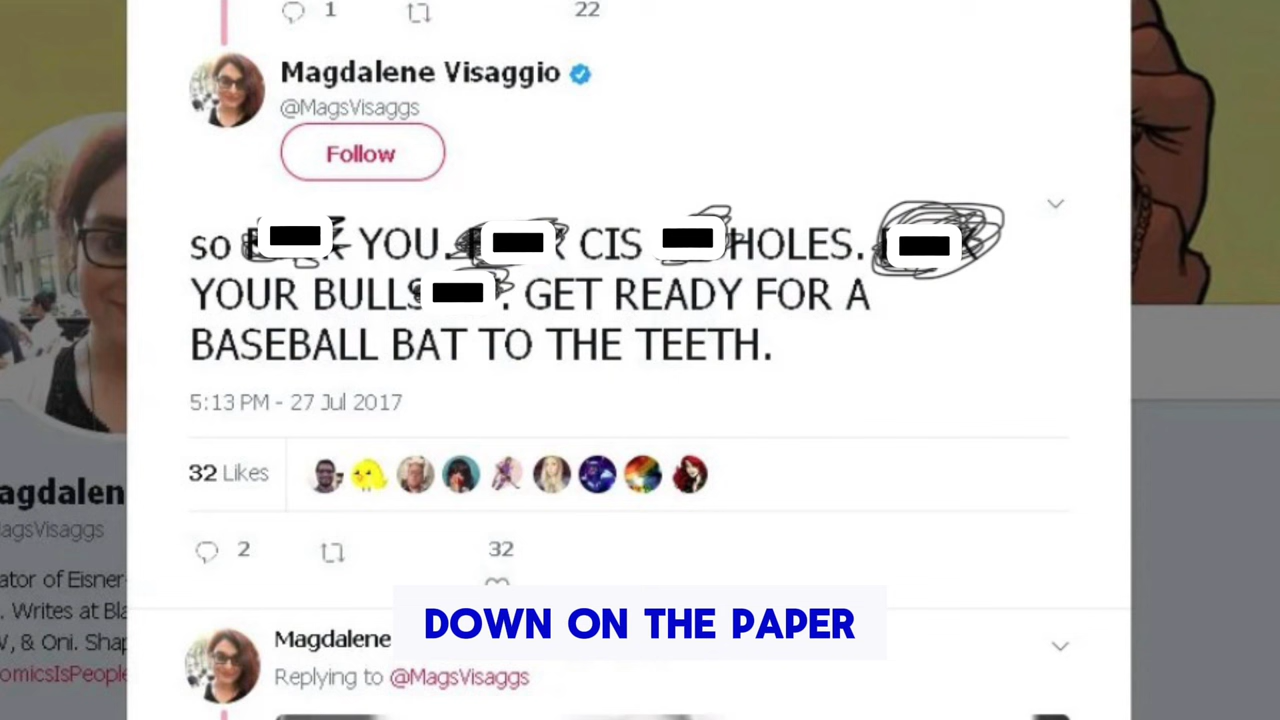 1 22
Magdalene Visaggio
@MagsVisaggs
Follow
so YOU. CIS HOLES.
YOUR BULLS . GET READY FOR A
BASEBALL BAT TO THE TEETH.
5:13 PM - 27 Jul 2017
32 Likes
2 32
DOWN ON THE PAPER
Magdalene
Replying to @MagsVisaggs
agdalen
agsVisaggs
ator of Eisner
. Writes at Bla
V, & Oni. Shap
omicsIsPeople